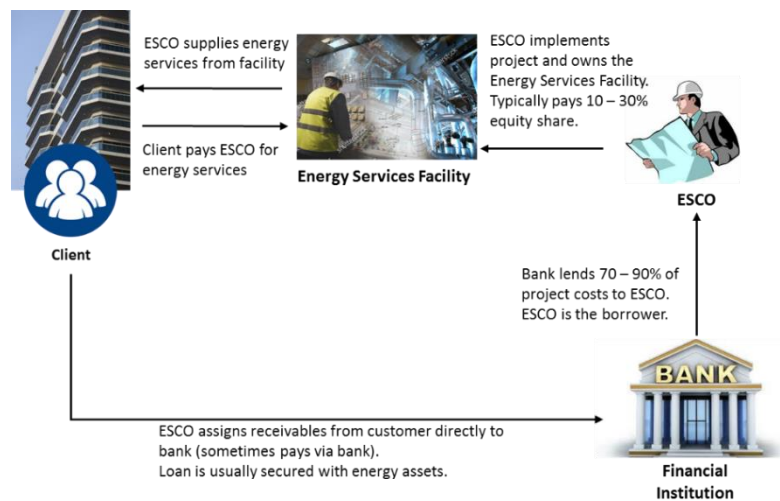 ESCO supplies energy
services from facility
Client pays ESCO for
energy services
Client
Energy Services Facility
ESCO implements
project and owns the
Energy Services Facility.
Typically pays 10 – 30%
equity share.
ESCO
Bank lends 70 – 90% of
project costs to ESCO.
ESCO is the borrower.
BANK
Financial
Institution
ESCO assigns receivables from customer directly to
bank (sometimes pays via bank).
Loan is usually secured with energy assets.